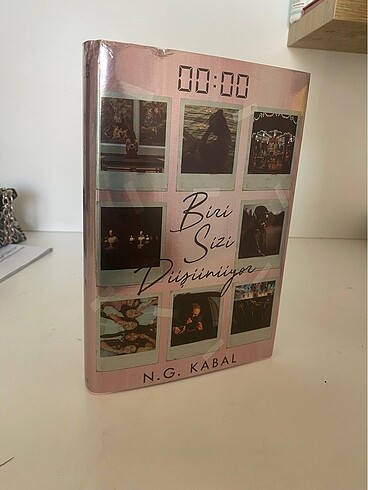 00:00
Biri
Sizi
Düşünüyor
N.G. KABAL